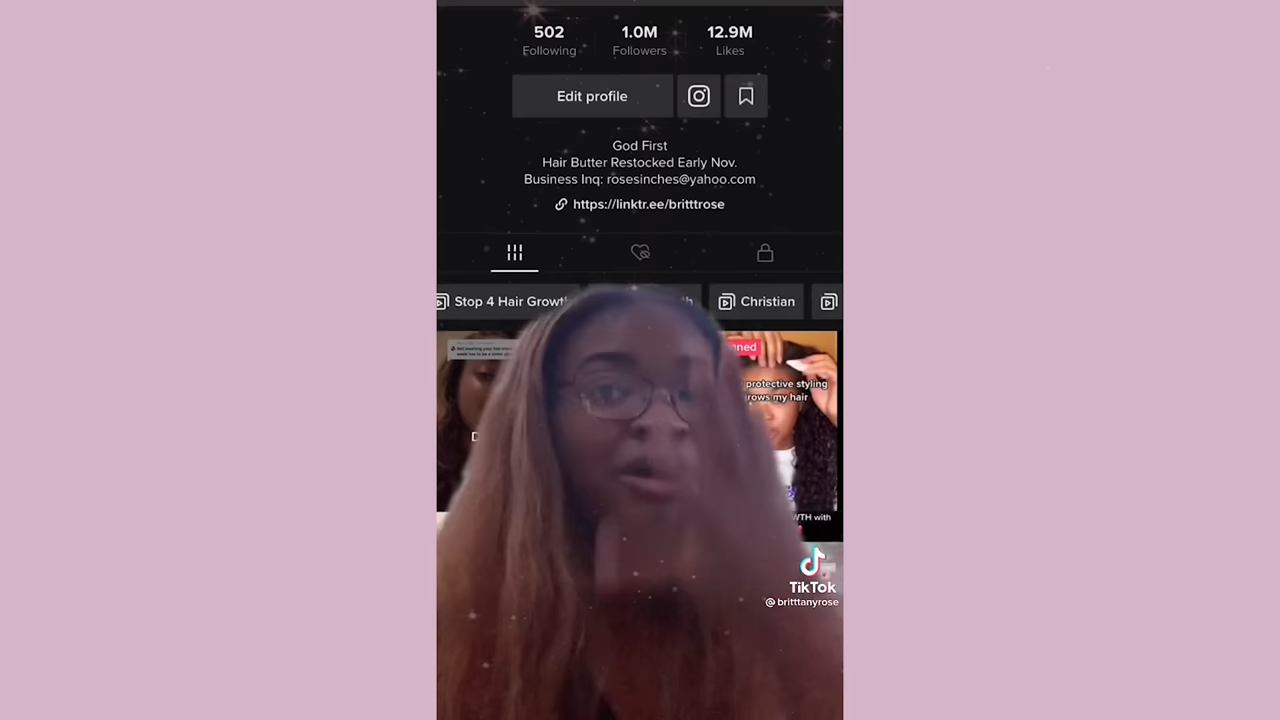 502 1.0M 12.9M
Following Followers Likes
Edit profile
God First
Hair Butter Restocked Early Nov.
Business Inq: rosesinches@yahoo.com
https://linktr.ee/britttrose
Stop 4 Hair Growt Christian
protective styling
rows my hair
WTH with
TikTok
@britttanyrose